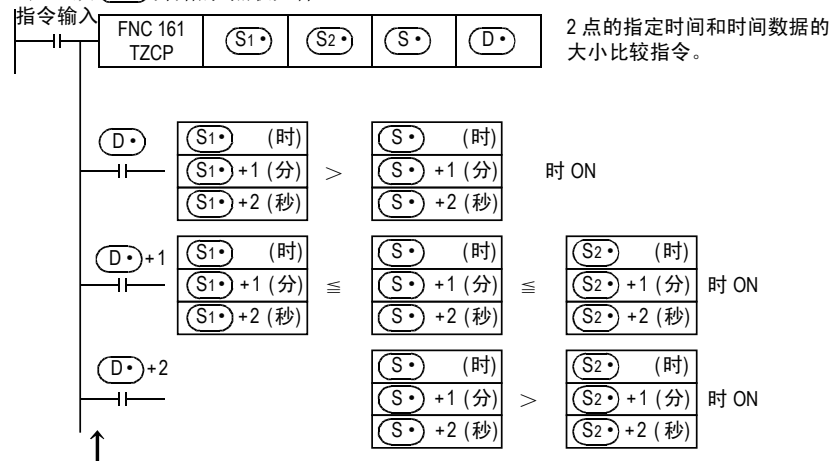 指令输入
FNC 161
TZCP
S1• S2• S• D•
2 点的指定时间和时间数据的
大小比较指令。
D•
S1• (时) S• (时)
S1• +1 (分) > S• +1 (分) 时 ON
S1• +2 (秒) S• +2 (秒)
D• +1
S1• (时) S• (时) S2• (时)
S1• +1 (分) ≦ S• +1 (分) ≦ S2• +1 (分) 时 ON
S1• +2 (秒) S• +2 (秒) S2• +2 (秒)
D• +2
S• (时) S2• (时)
S• +1 (分) > S2• +1 (分) 时 ON
S• +2 (秒) S2• +2 (秒)